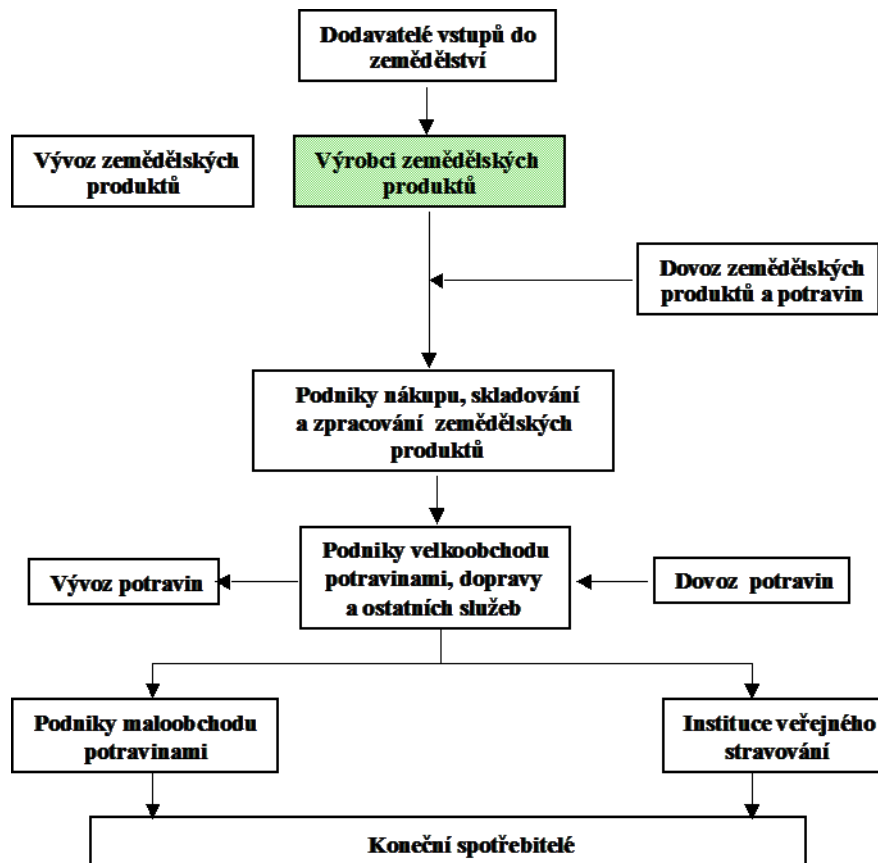 Dodavatelé vstupů do
zemědělství
Vývoz zemědělských
produktů
Výrobci zemědělských
produktů
Dovoz zemědělských
produktů a potravin
Podniky nákupu, skladování
a zpracování zemědělských
produktů
Podniky velkoobchodu
potravinami, dopravy
a ostatních služeb
Vývoz potravin
Dovoz potravin
Podniky maloobchodu
potravinami
Instituce veřejného
stravování
Koneční spotřebitelé